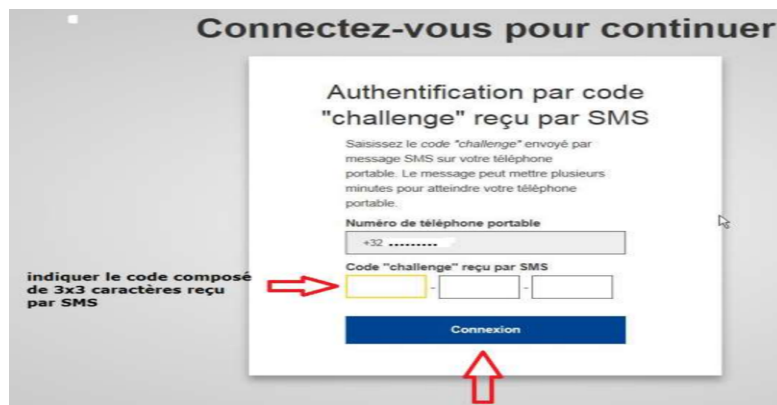 Connectez-vous pour continuer
Authentification par code
"challenge" reçu par SMS
Saisissez le code "challenge" envoyé par
message SMS sur votre téléphone
portable. Le message peut mettre plusieurs
minutes pour atteindre votre téléphone
portable.
Numéro de téléphone portable
+32 •••••••••
Code "challenge" reçu par SMS
indiquer le code composé
de 3x3 caractères reçu
par SMS
- -
Connexion